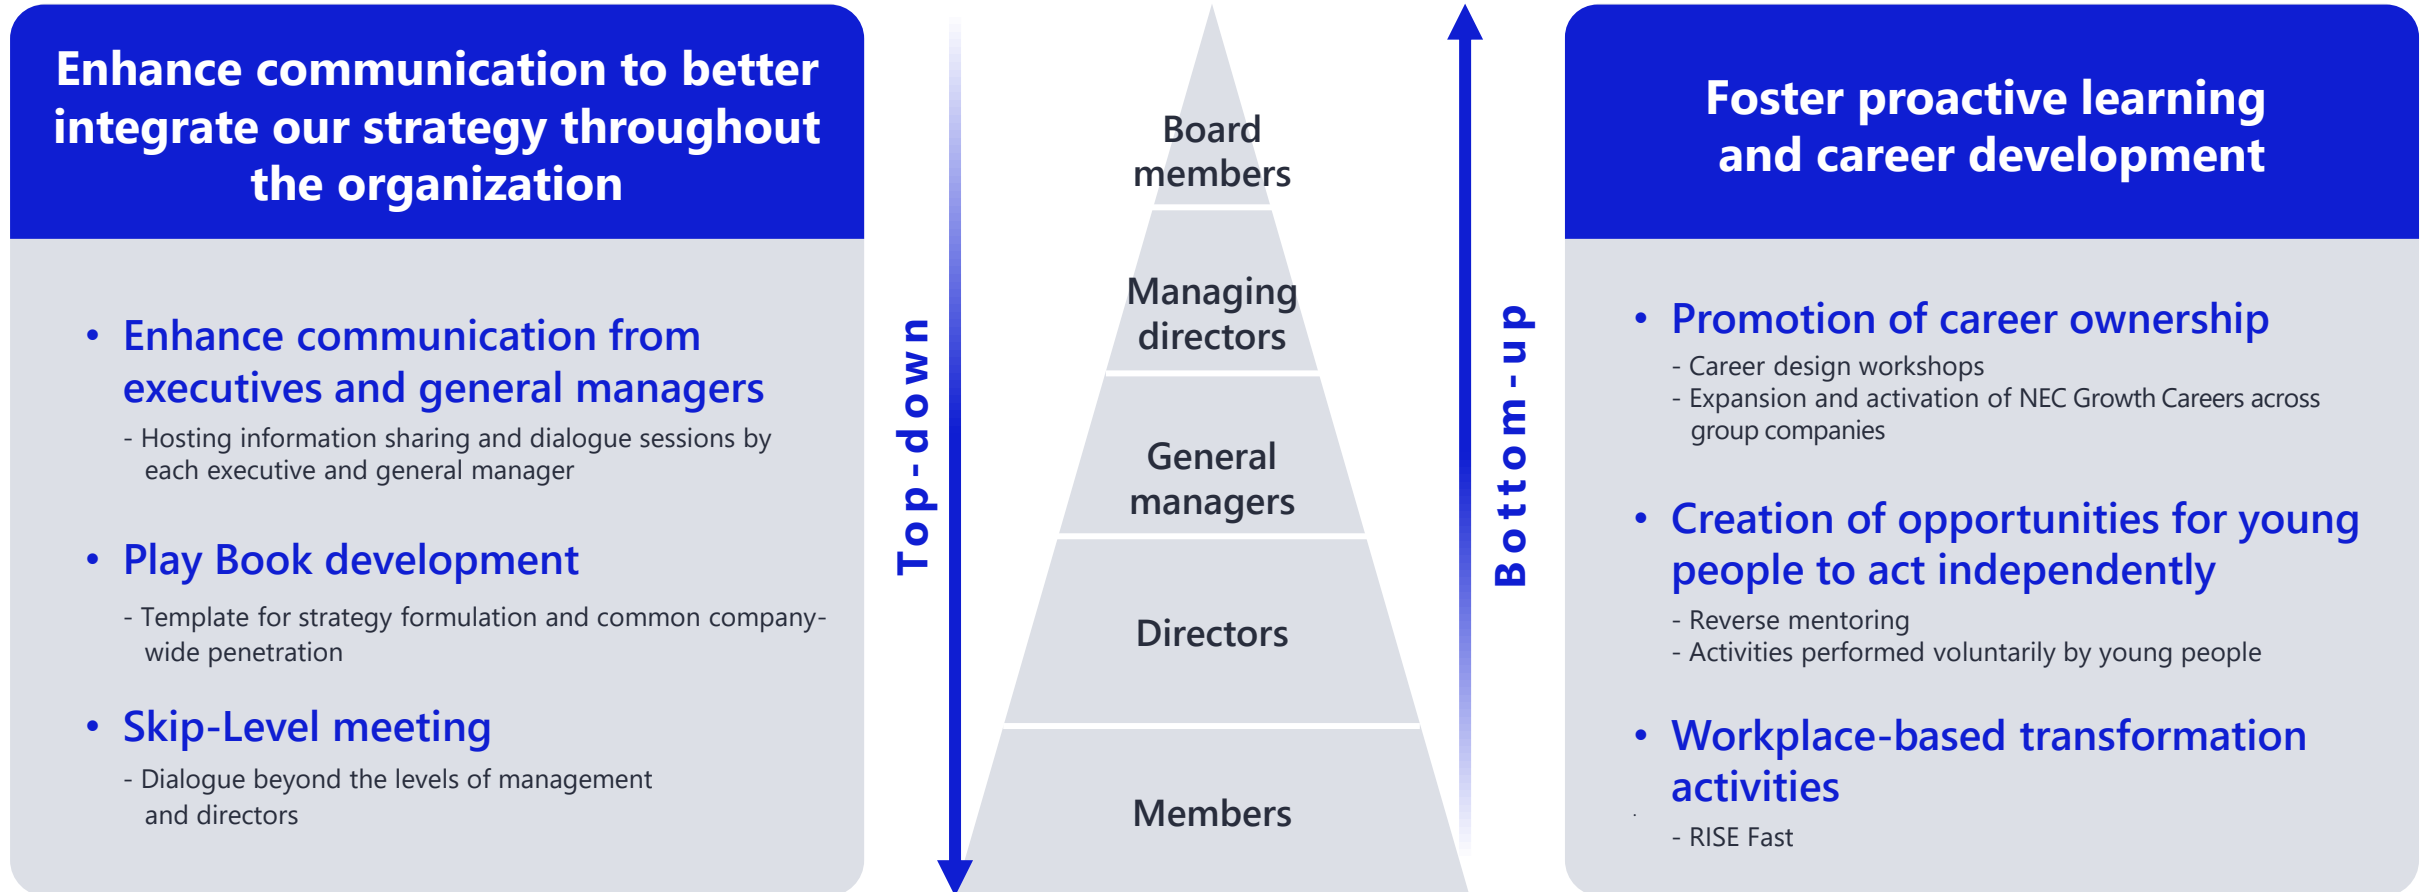 Enhance communication to better
integrate our strategy throughout
the organization
• Enhance communication from
executives and general managers
- Hosting information sharing and dialogue sessions by
each executive and general manager
• Play Book development
- Template for strategy formulation and common company-
wide penetration
• Skip-Level meeting
- Dialogue beyond the levels of management
and directors
Top-down
Board
members
Managing
directors
General
managers
Directors
Members
Bottom-up
Foster proactive learning
and career development
• Promotion of career ownership
- Career design workshops
- Expansion and activation of NEC Growth Careers across
group companies
• Creation of opportunities for young
people to act independently
- Reverse mentoring
- Activities performed voluntarily by young people
• Workplace-based transformation
activities
- RISE Fast